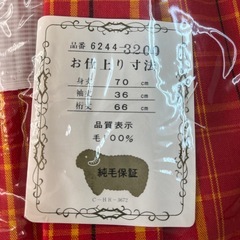 品番 6244-3200
お仕上り寸法
身丈 70 cm
袖丈 36 cm
裄丈 66 cm
品質表示
毛100%
純毛保証